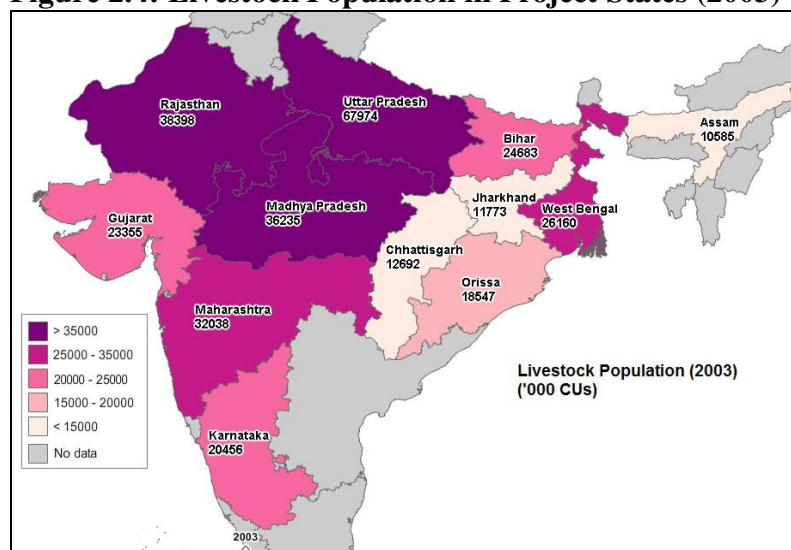 Figure 2.4: Livestock Population in Project States (2003)
Rajasthan
38398
Uttar Pradesh
67974
Assam
10585
Bihar
24683
Jharkhand
11773
West Bengal
26160
Madhya Pradesh
36235
Gujarat
23355
Chhattisgarh
12692
Orissa
18547
Maharashtra
32038
> 35000
25000 - 35000
20000 - 25000
15000 - 20000
< 15000
No data
Livestock Population (2003)
('000 CUs)
Karnataka
20456
2003